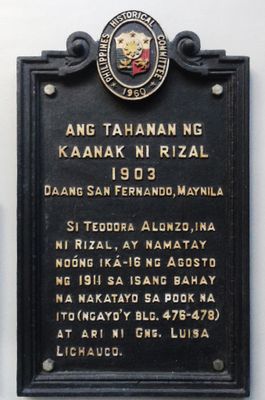 PHILIPPINES HISTORICAL COMMITTEE
1960
ANG TAHANAN NG
KAANAK NI RIZAL
1903
DAANG SAN FERNANDO, MAYNILA
SI TEODORA ALONZO, INA
NI RIZAL, AY NAMATAY
NOÓNG IKÁ-16 NG AGOSTO
NG 1911 SA ISANG BAHAY
NA NAKATAYO SA POOK NA
ITO (NGAYO'Y BLG. 476-478)
AT ARI NI GNG. LUISA
LICHAUCO.